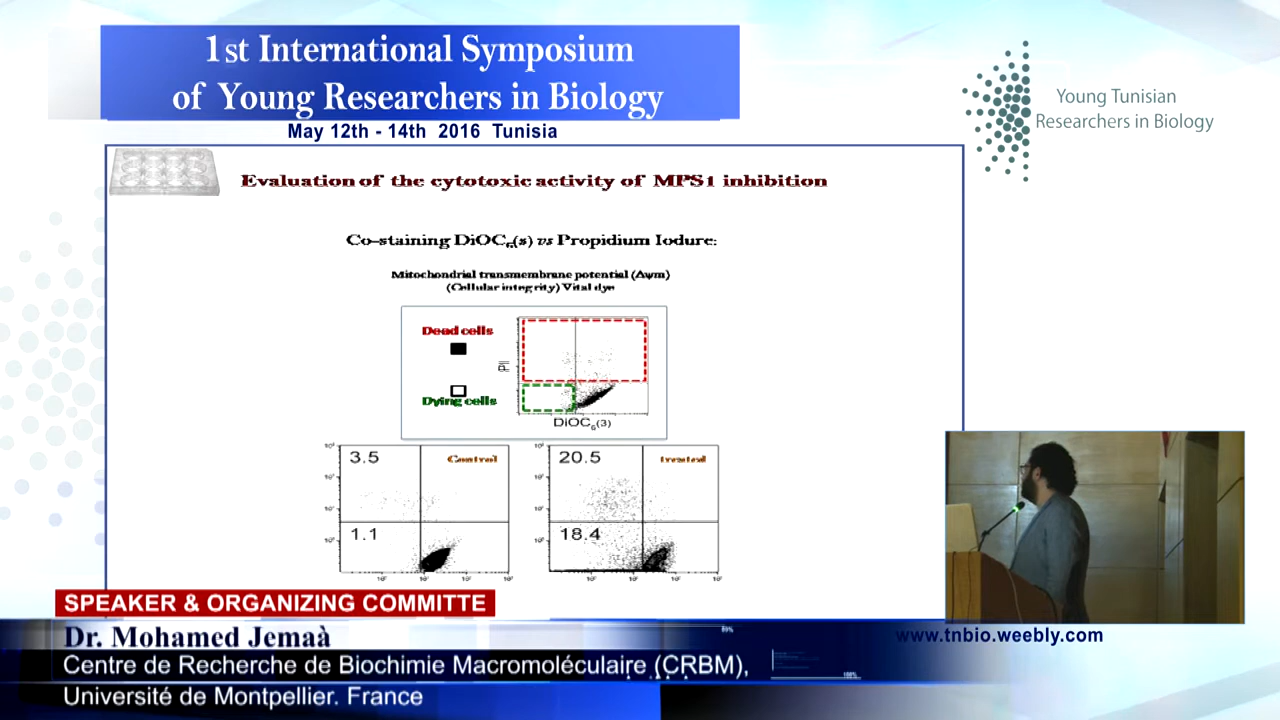 1st International Symposium
of Young Researchers in Biology
May 12th - 14th 2016 Tunisia
Young Tunisian
Researchers in Biology
Evaluation of the cytotoxic activity of MPS1 inhibition
Co-staining DiOC6(s) vs Propidium Iodure:
Mitochondrial transmembrane potential (Δψm)
(Cellular integrity) Vital dye
Dead cells
Dying cells
PI
DiOC6(3)
3.5
Control
1.1
20.5
treated
18.4
SPEAKER & ORGANIZING COMMITTE
Dr. Mohamed Jemaà
89%
www.tnbio.weebly.com
Centre de Recherche de Biochimie Macromoléculaire (CRBM),
100%
Université de Montpellier. France